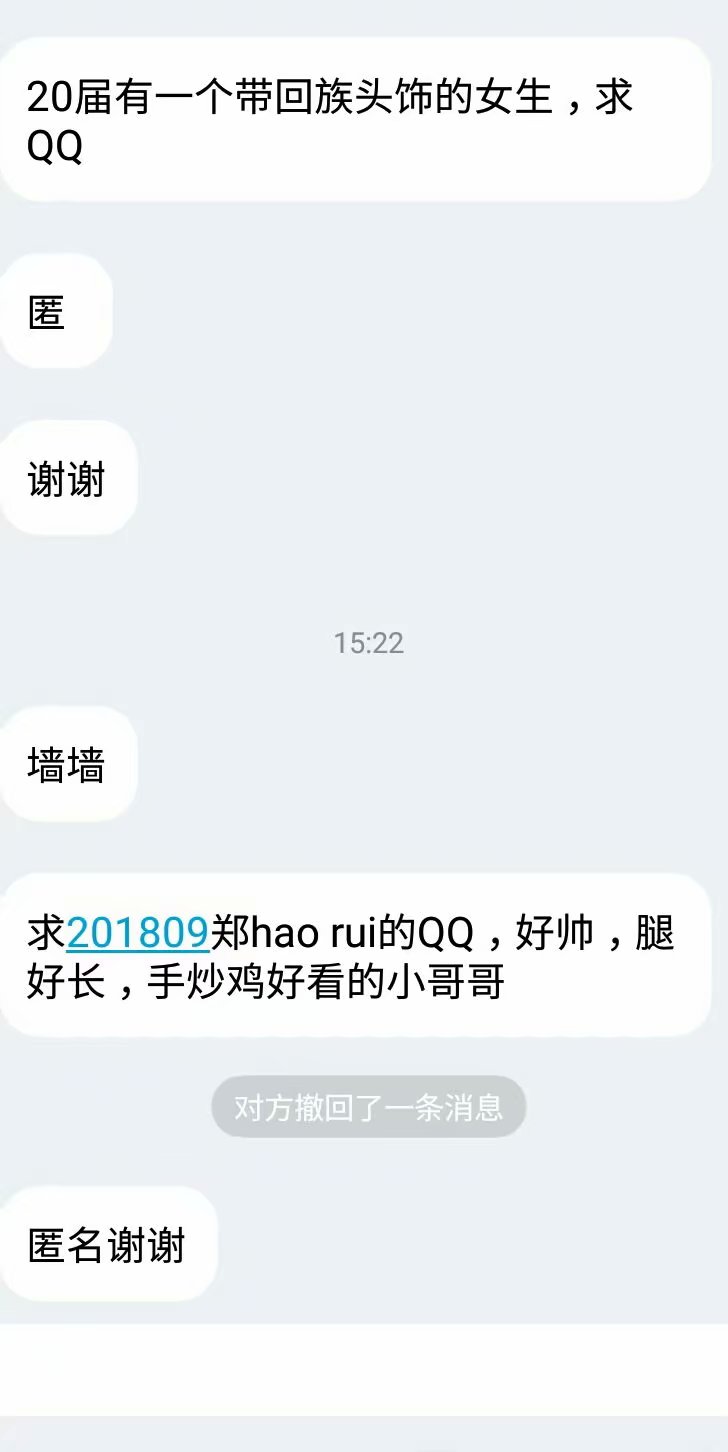 20届有一个带回族头饰的女生，求
QQ
匿
谢谢
15:22
墙墙
求201809郑hao rui的QQ，好帅，腿
好长，手炒鸡好看的小哥哥
对方撤回了一条消息
匿名谢谢